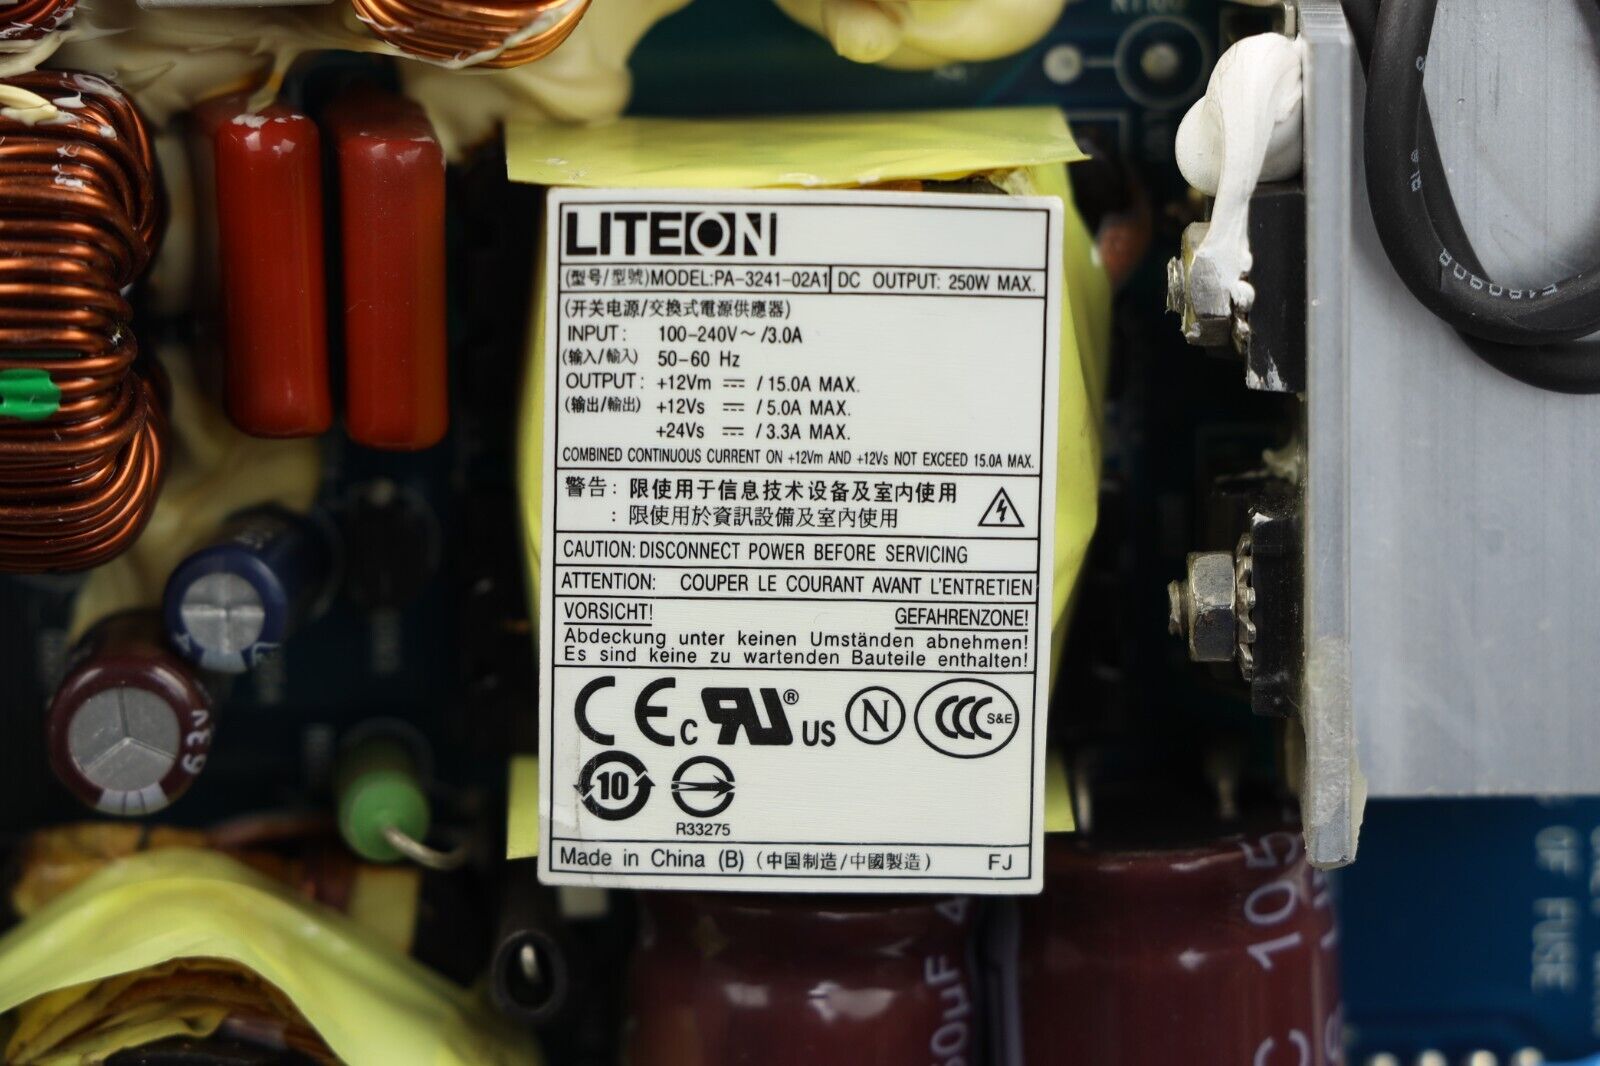 LITEON
(型号/型號)MODEL:PA-3241-02A1 DC OUTPUT: 250W MAX.
(开关电源/交換式電源供應器)
INPUT: 100-240V～/3.0A
(输入/輸入) 50-60 Hz
OUTPUT: +12Vm ⎓ /15.0A MAX.
(输出/輸出) +12Vs ⎓ /5.0A MAX.
+24Vs ⎓ /3.3A MAX.
COMBINED CONTINUOUS CURRENT ON +12Vm AND +12Vs NOT EXCEED 15.0A MAX.
警告: 限使用于信息技术设备及室内使用
: 限使用於資訊設備及室內使用
CAUTION: DISCONNECT POWER BEFORE SERVICING
ATTENTION: COUPER LE COURANT AVANT L'ENTRETIEN
VORSICHT! GEFAHRENZONE!
Abdeckung unter keinen Umständen abnehmen!
Es sind keine zu wartenden Bauteile enthalten!
CE c RU ® US N CCC S&E
10
R33275
Made in China (B) (中国制造/中國製造) FJ
63V
105
OF FUSE